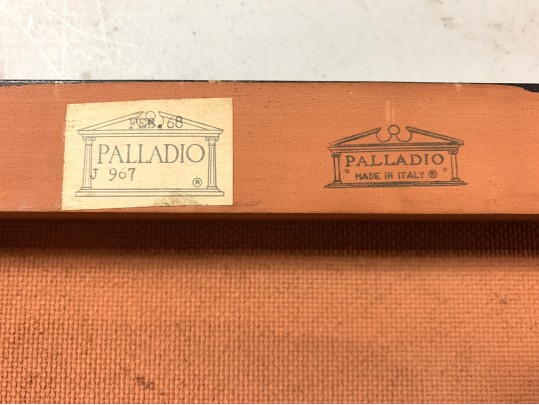 FEB. 68
PALLADIO
J 967
®
PALLADIO
MADE IN ITALY ®